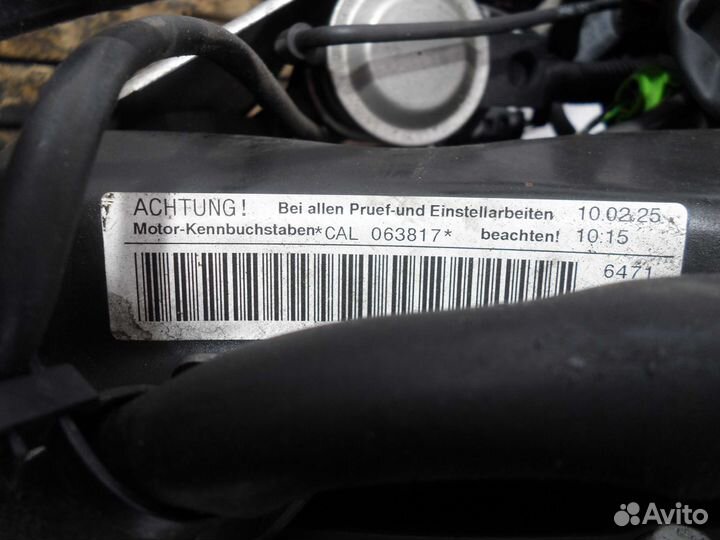 ACHTUNG! Bei allen Pruef-und Einstellarbeiten 10.02.25
Motor-Kennbuchstaben*CAL 063817* beachten! 10:15
6471
Avito